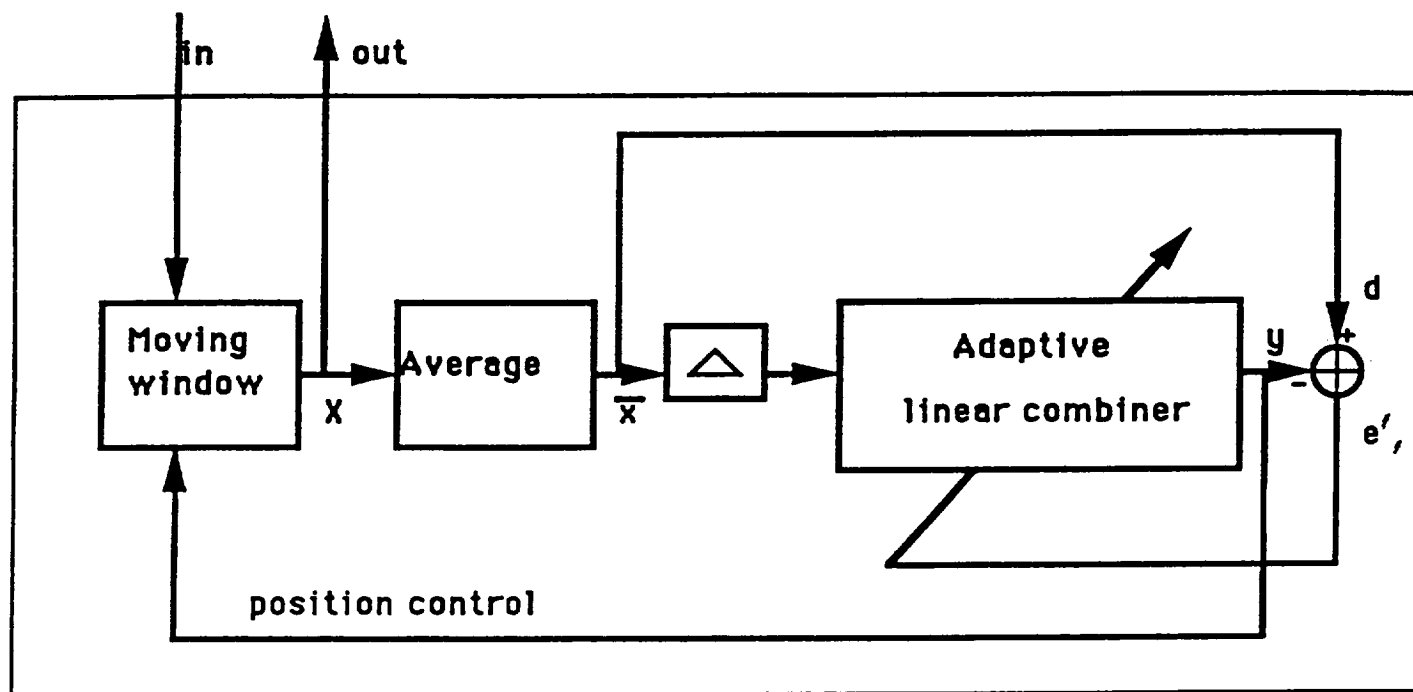 in
out
Moving
window
X
Average
x̄
△
Adaptive
linear combiner
y
d
+
-
e′,
position control